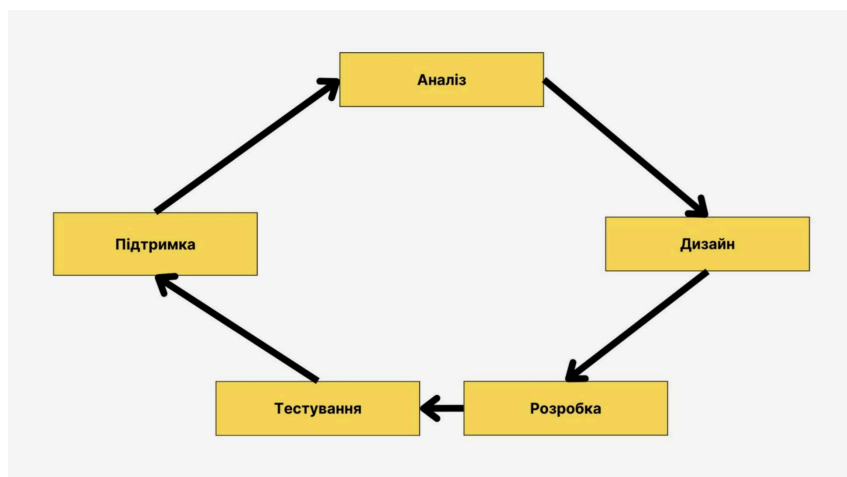 Аналіз
Дизайн
Розробка
Тестування
Підтримка